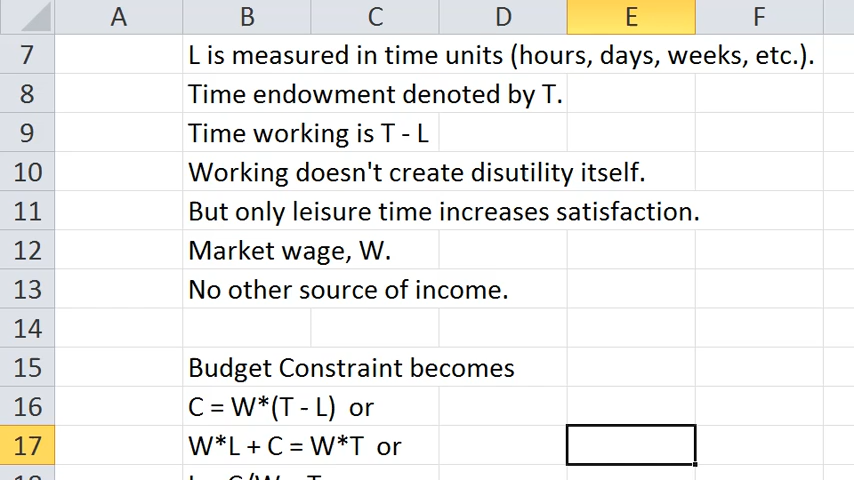 A B C D E F
7 L is measured in time units (hours, days, weeks, etc.).
8 Time endowment denoted by T.
9 Time working is T - L
10 Working doesn't create disutility itself.
11 But only leisure time increases satisfaction.
12 Market wage, W.
13 No other source of income.
14
15 Budget Constraint becomes
16 C = W*(T - L) or
17 W*L + C = W*T or